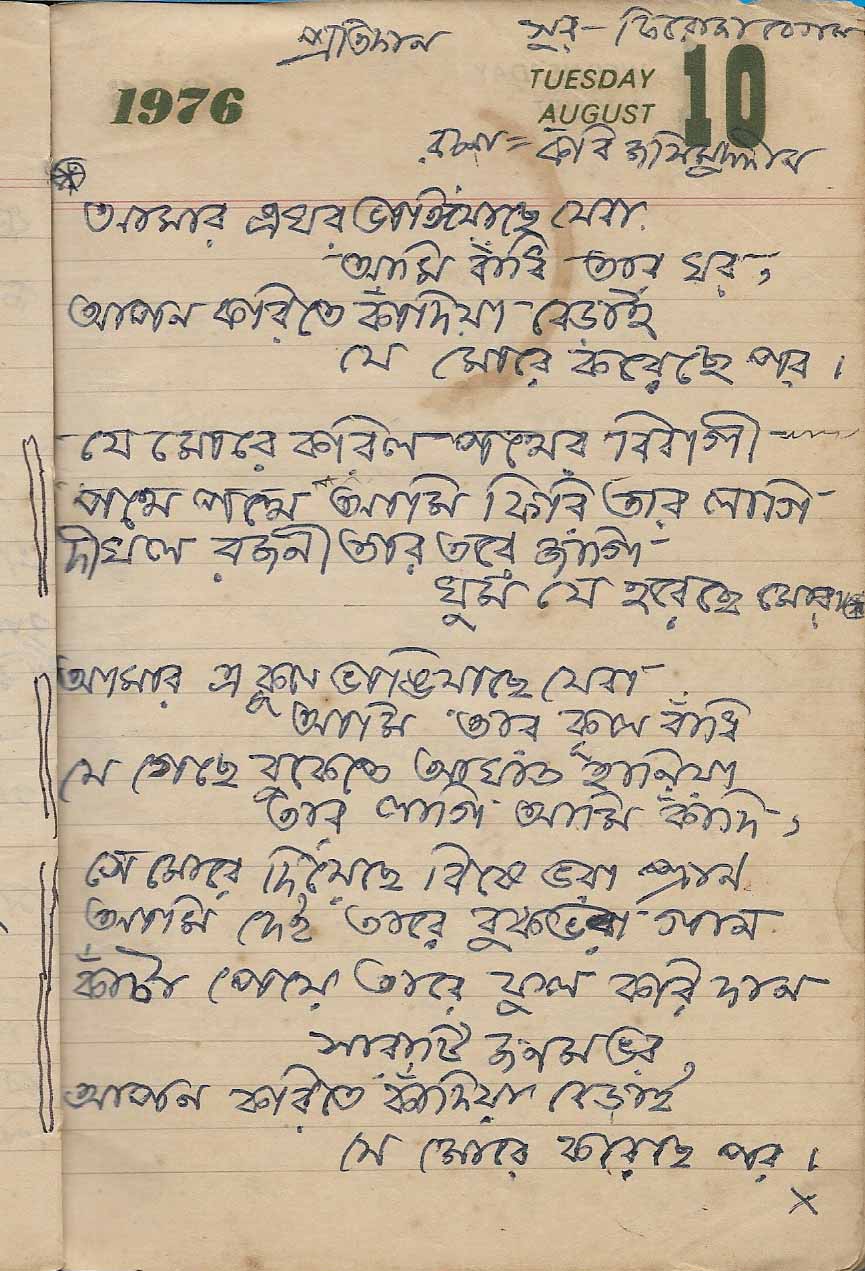 প্রতিদান সুর- ফিরোজা বেগম
1976 TUESDAY AUGUST 10
রচনা = কবি জসিমুদ্দীন
আমার এঘর ভাঙ্গিয়াছে যেবা
আমি বাঁধি তার ঘর,
আপন করিতে কাঁদিয়া বেড়াই
যে মোরে করেছে পর।
যে মোরে করিল পথের বিরাগী
পথে পথে আমি ফিরি তার লাগি
দীঘল রজনী তার তরে জাগি
ঘুম যে হরেছে মোর
আমার এ কূল ভাঙিয়াছে যেবা
আমি তার কূল বাঁধি
যে গেছে বুকেতে আঘাত হানিয়া
তার লাগি আমি কাঁদি,
সে মোরে দিয়েছে বিষে ভরা প্রান
আমি দেই তারে বুকভরা গান
কাঁটা পেয়ে তারে ফুল করি দান
সারাটি জনমভর,
আপন করিতে কাঁদিয়া বেড়াই
যে মোরে করেছে পর।
x